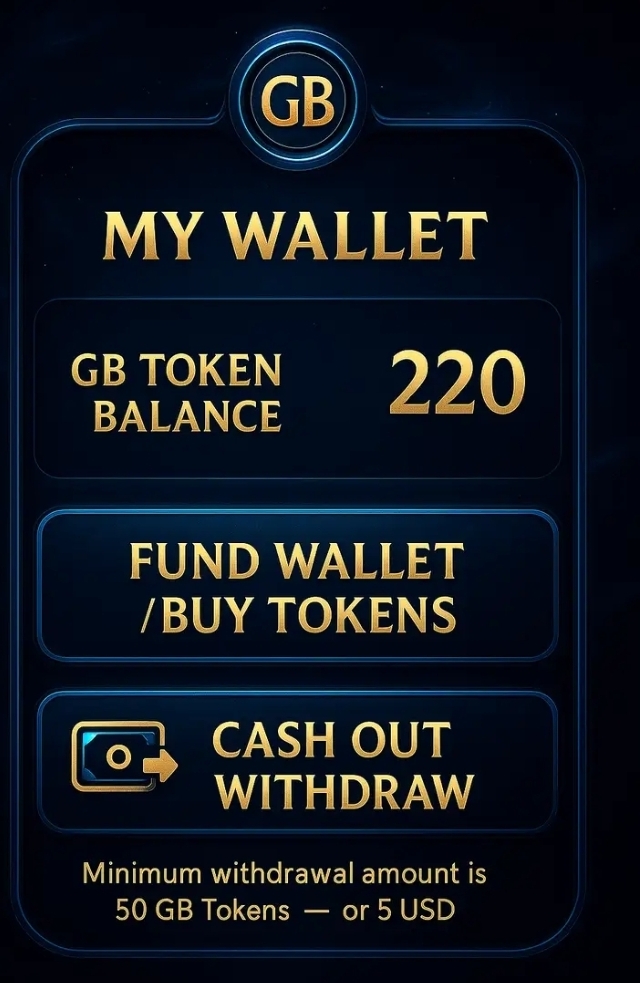 GB
MY WALLET
GB TOKEN
BALANCE
220
FUND WALLET
/BUY TOKENS
CASH OUT
WITHDRAW
Minimum withdrawal amount is
50 GB Tokens — or 5 USD